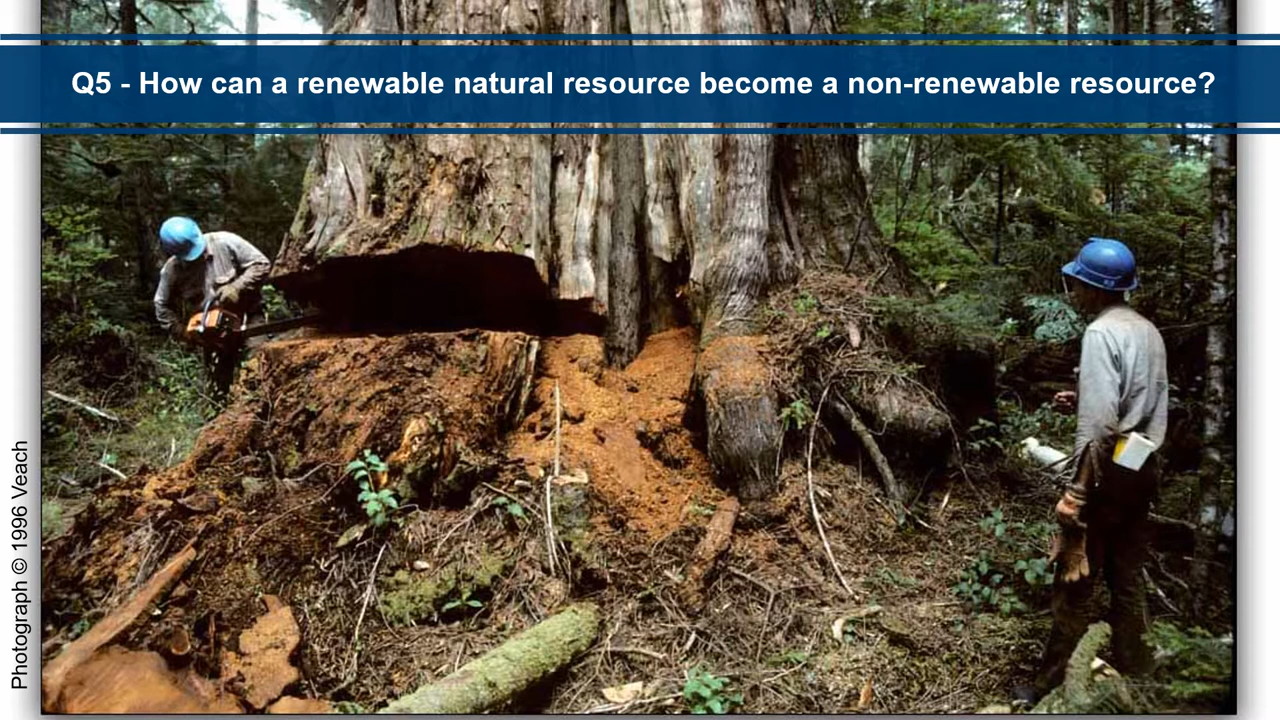 Q5 - How can a renewable natural resource become a non-renewable resource?
Photograph © 1996 Veach